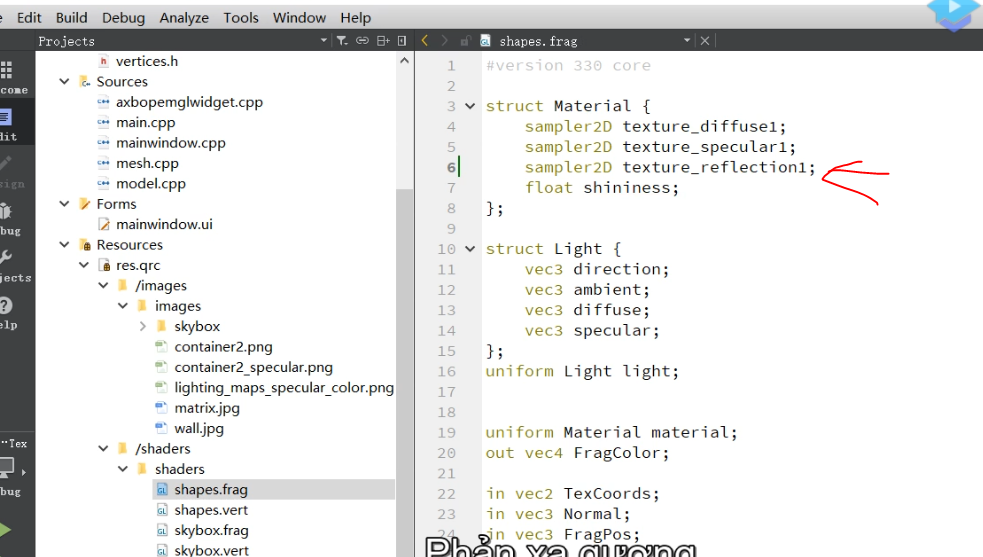 Edit Build Debug Analyze Tools Window Help
Projects
shapes.frag
vertices.h
Sources
axbopemglwidget.cpp
main.cpp
mainwindow.cpp
mesh.cpp
model.cpp
Forms
mainwindow.ui
Resources
res.qrc
/images
images
skybox
container2.png
container2_specular.png
lighting_maps_specular_color.png
matrix.jpg
wall.jpg
/shaders
shaders
shapes.frag
shapes.vert
skybox.frag
skybox.vert
1 #version 330 core
2
3 struct Material {
4 sampler2D texture_diffuse1;
5 sampler2D texture_specular1;
6 sampler2D texture_reflection1;
7 float shininess;
8 };
9
10 struct Light {
11 vec3 direction;
12 vec3 ambient;
13 vec3 diffuse;
14 vec3 specular;
15 };
16 uniform Light light;
17
18
19 uniform Material material;
20 out vec4 FragColor;
21
22 in vec2 TexCoords;
23 in vec3 Normal;
24 in vec3 FragPos;
Phản xạ gương